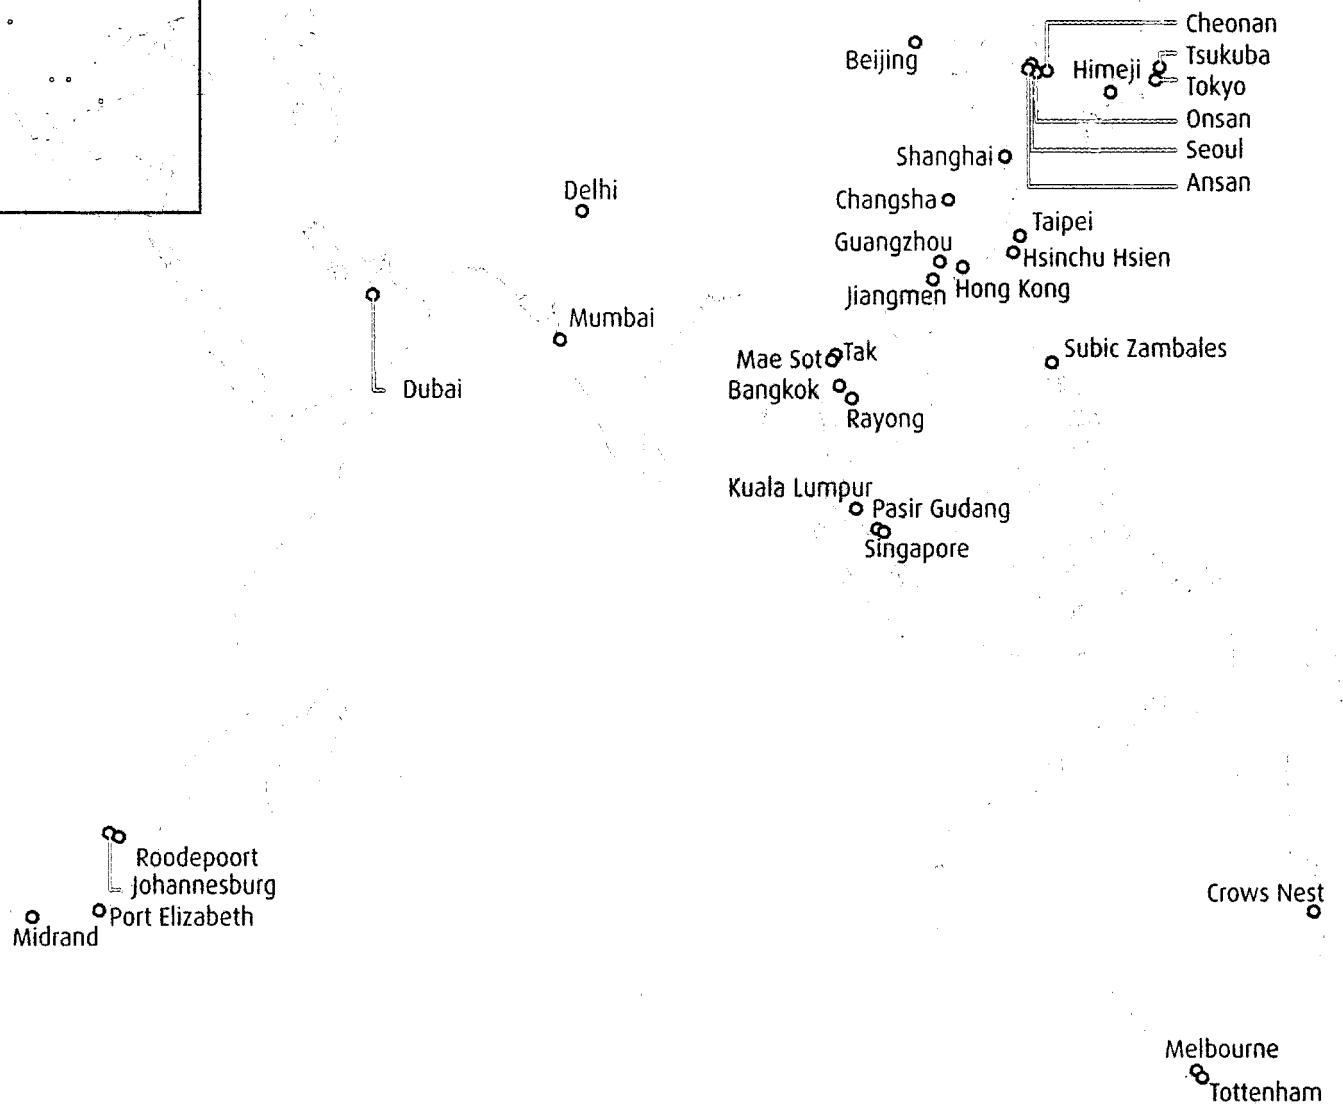 Cheonan
Beijing
Himeji
Tsukuba
Tokyo
Onsan
Shanghai
Seoul
Ansan
Delhi
Changsha
Taipei
Guangzhou
Hsinchu Hsien
Jiangmen
Hong Kong
Mumbai
Mae Sot
Tak
Subic Zambales
Bangkok
Dubai
Rayong
Kuala Lumpur
Pasir Gudang
Singapore
Roodepoort
Johannesburg
Crows Nest
Port Elizabeth
Midrand
Melbourne
Tottenham